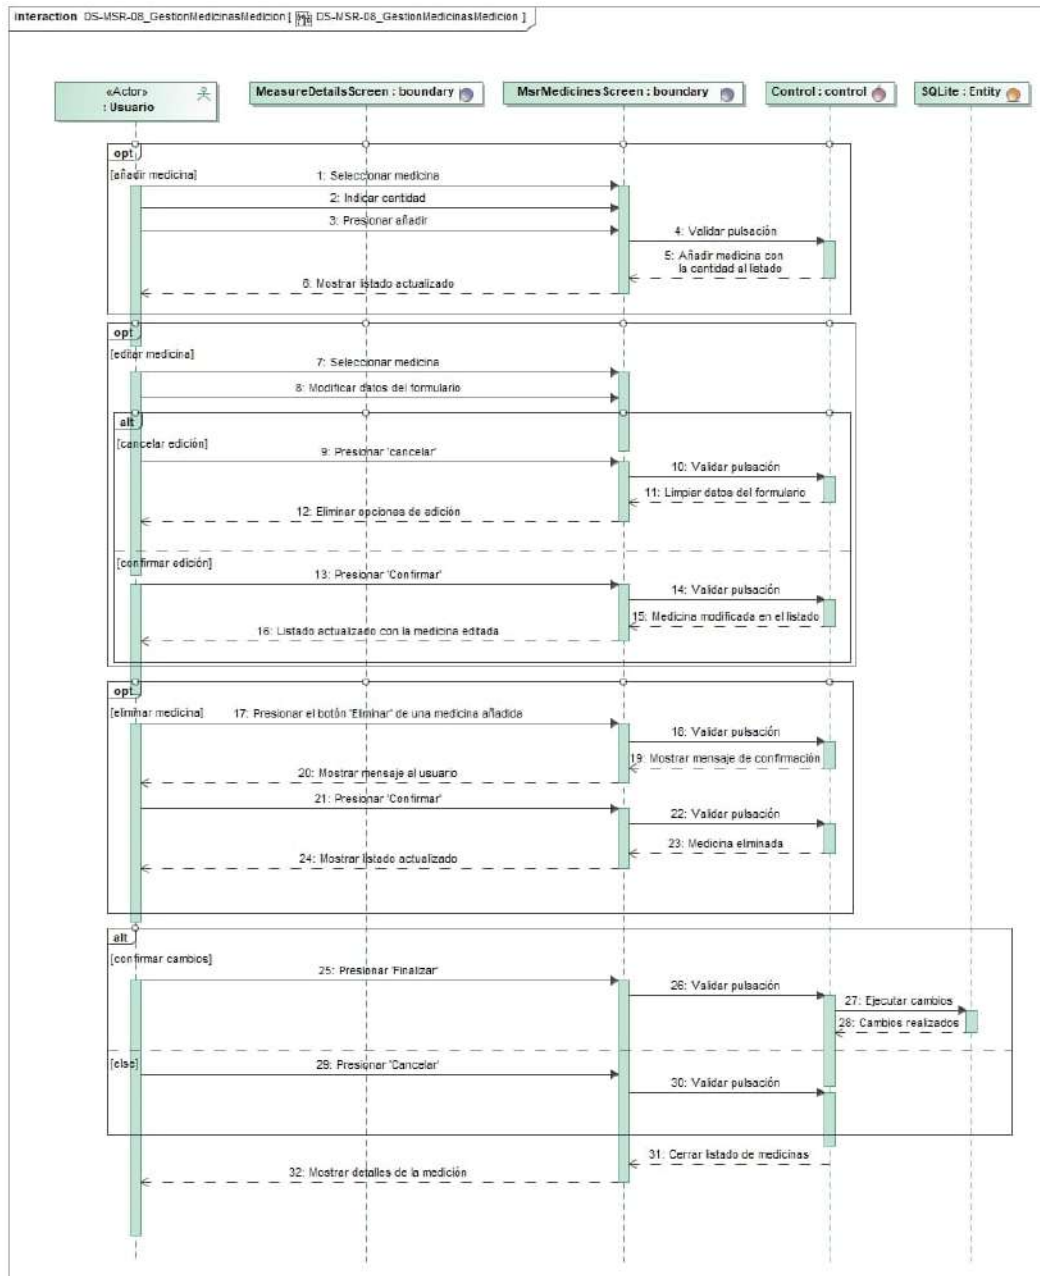 interaction DS-MSR-08_GestionMedicinasMedicion [ DS-MSR-08_GestionMedicinasMedicion ]
«Actor»
: Usuario
MeasureDetailsScreen : boundary
MsrMedicinesScreen : boundary
Control : control
SQLite : Entity
opt
[añadir medicina]
1: Seleccionar medicina
2: Indicar cantidad
3: Presionar añadir
4: Validar pulsación
5: Añadir medicina con
la cantidad al listado
6: Mostrar listado actualizado
opt
[editar medicina]
7: Seleccionar medicina
8: Modificar datos del formulario
alt
[cancelar edición]
9: Presionar 'cancelar'
10: Validar pulsación
11: Limpiar datos del formulario
12: Eliminar opciones de edición
[confirmar edición]
13: Presionar 'Confirmar'
14: Validar pulsación
15: Medicina modificada en el listado
16: Listado actualizado con la medicina editada
opt
[eliminar medicina]
17: Presionar el botón 'Eliminar' de una medicina añadida
18: Validar pulsación
19: Mostrar mensaje de confirmación
20: Mostrar mensaje al usuario
21: Presionar 'Confirmar'
22: Validar pulsación
23: Medicina eliminada
24: Mostrar listado actualizado
alt
[confirmar cambios]
25: Presionar 'Finalizar'
26: Validar pulsación
27: Ejecutar cambios
28: Cambios realizados
[else]
29: Presionar 'Cancelar'
30: Validar pulsación
31: Cerrar listado de medicinas
32: Mostrar detalles de la medición